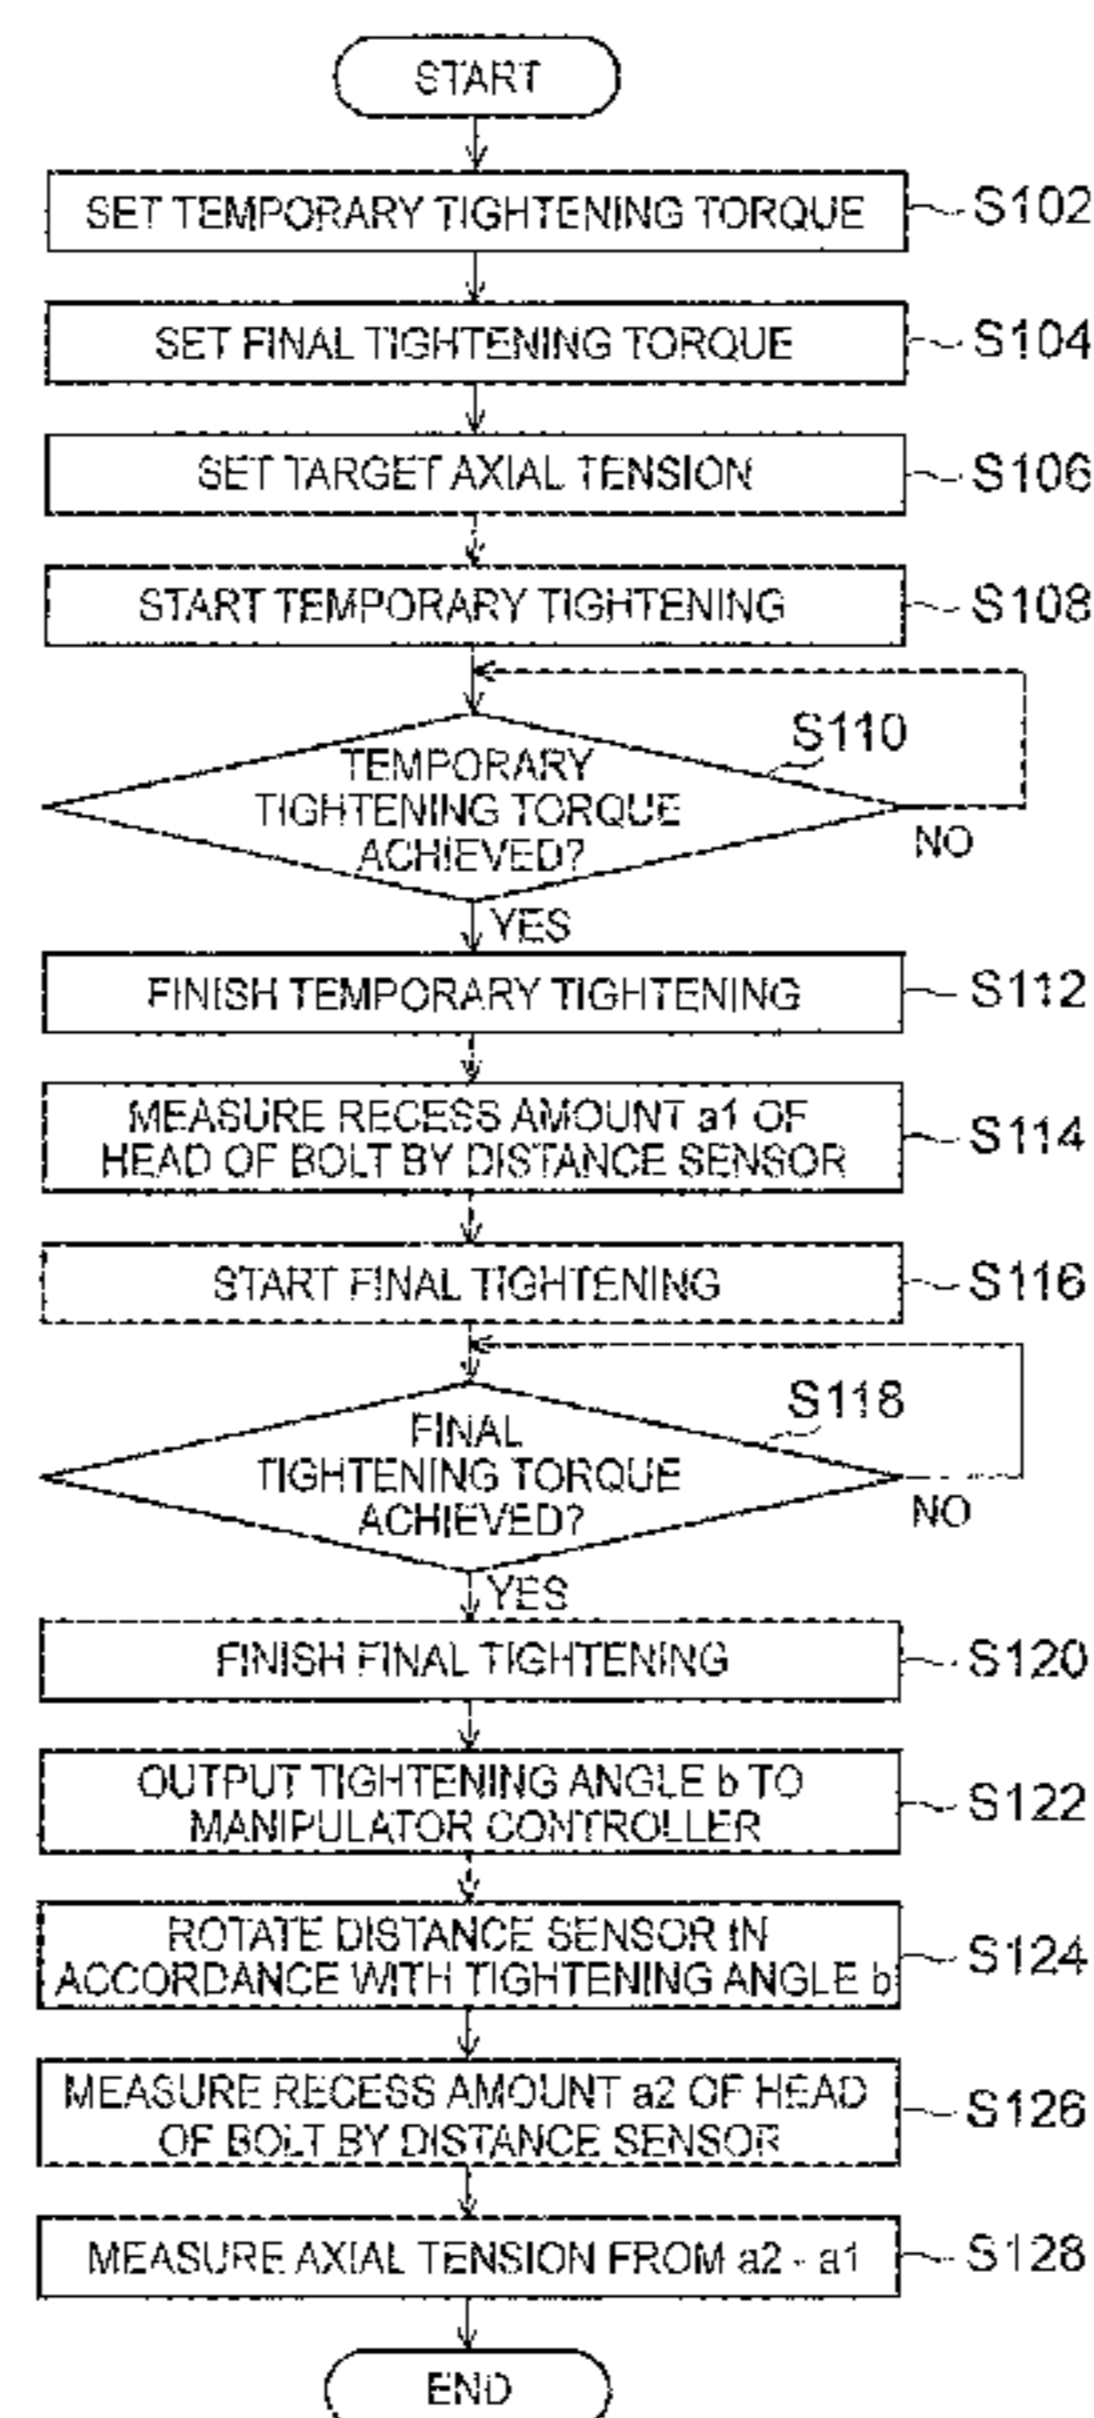 START
SET TEMPORARY TIGHTENING TORQUE
S102
SET FINAL TIGHTENING TORQUE
S104
SET TARGET AXIAL TENSION
S106
START TEMPORARY TIGHTENING
S108
S110
TEMPORARY
TIGHTENING TORQUE
ACHIEVED?
NO
YES
FINISH TEMPORARY TIGHTENING
S112
MEASURE RECESS AMOUNT a1 OF
HEAD OF BOLT BY DISTANCE SENSOR
S114
START FINAL TIGHTENING
S116
S118
FINAL
TIGHTENING TORQUE
ACHIEVED?
NO
YES
FINISH FINAL TIGHTENING
S120
OUTPUT TIGHTENING ANGLE b TO
MANIPULATOR CONTROLLER
S122
ROTATE DISTANCE SENSOR IN
ACCORDANCE WITH TIGHTENING ANGLE b
S124
MEASURE RECESS AMOUNT a2 OF HEAD
OF BOLT BY DISTANCE SENSOR
S126
MEASURE AXIAL TENSION FROM a2 - a1
S128
END